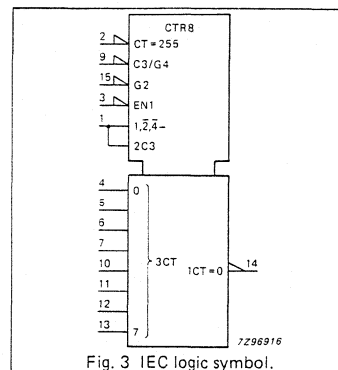 CTR8
2 CT = 255
9 C3/G4
15 G2
3 EN1
1 1,2̅,4̅–
2C3
4 0
5
6
7 3CT
10 1CT=0 14
11
12
13 7
7Z96916
Fig. 3 IEC logic symbol.